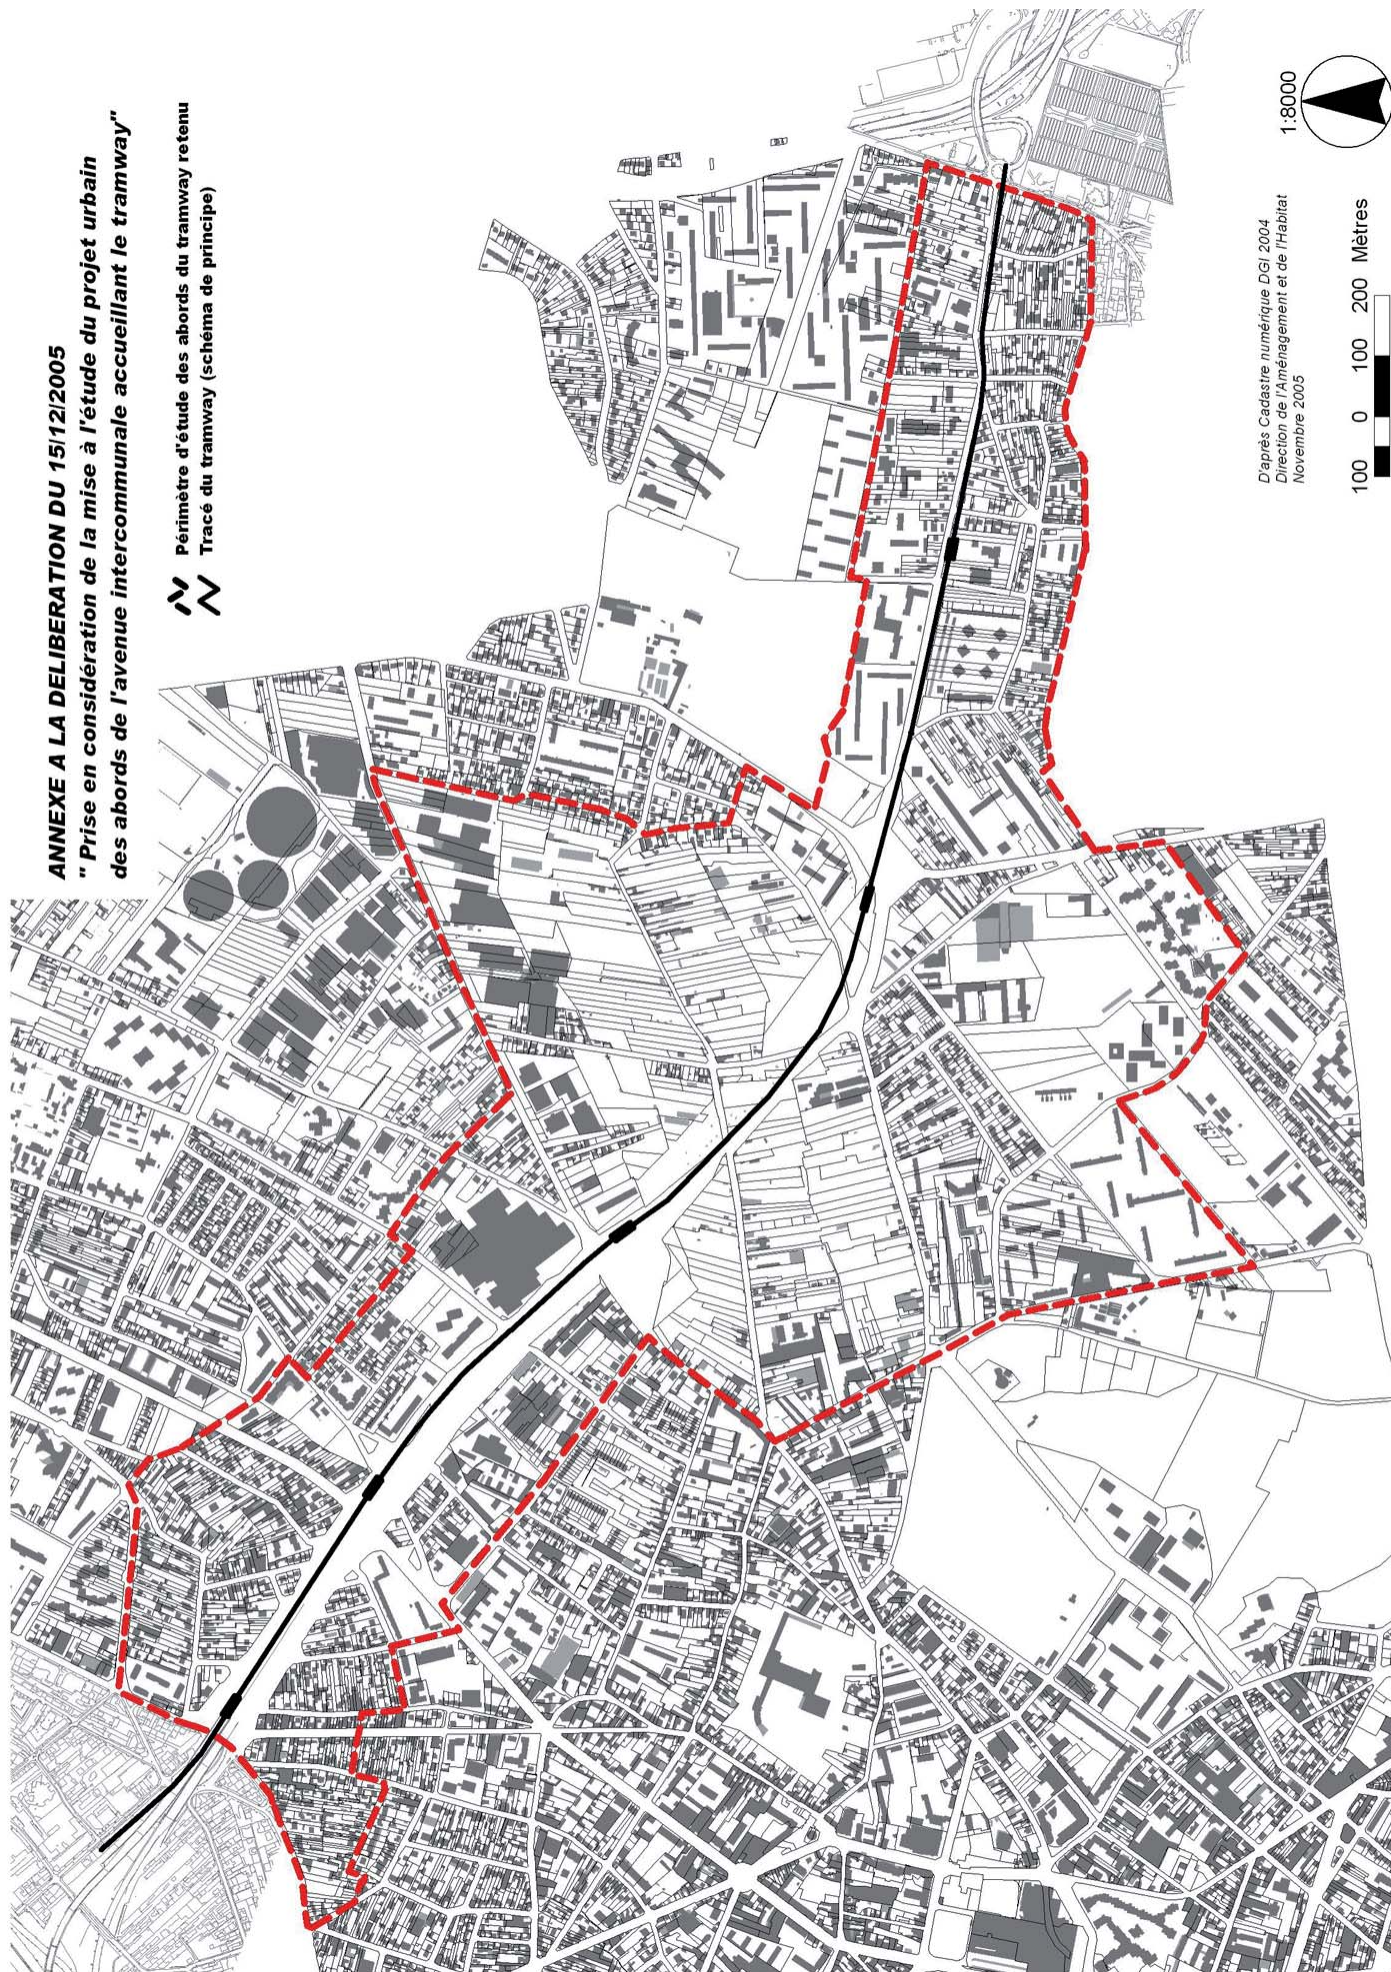 ANNEXE A LA DELIBERATION DU 15/12/2005
" Prise en considération de la mise à l'étude du projet urbain
des abords de l'avenue intercommunale accueillant le tramway"
Périmètre d'étude des abords du tramway retenu
Tracé du tramway (schéma de principe)
D'après Cadastre numérique DGI 2004
Direction de l'Aménagement et de l'Habitat
Novembre 2005
1:8000
100 0 100 200 Mètres